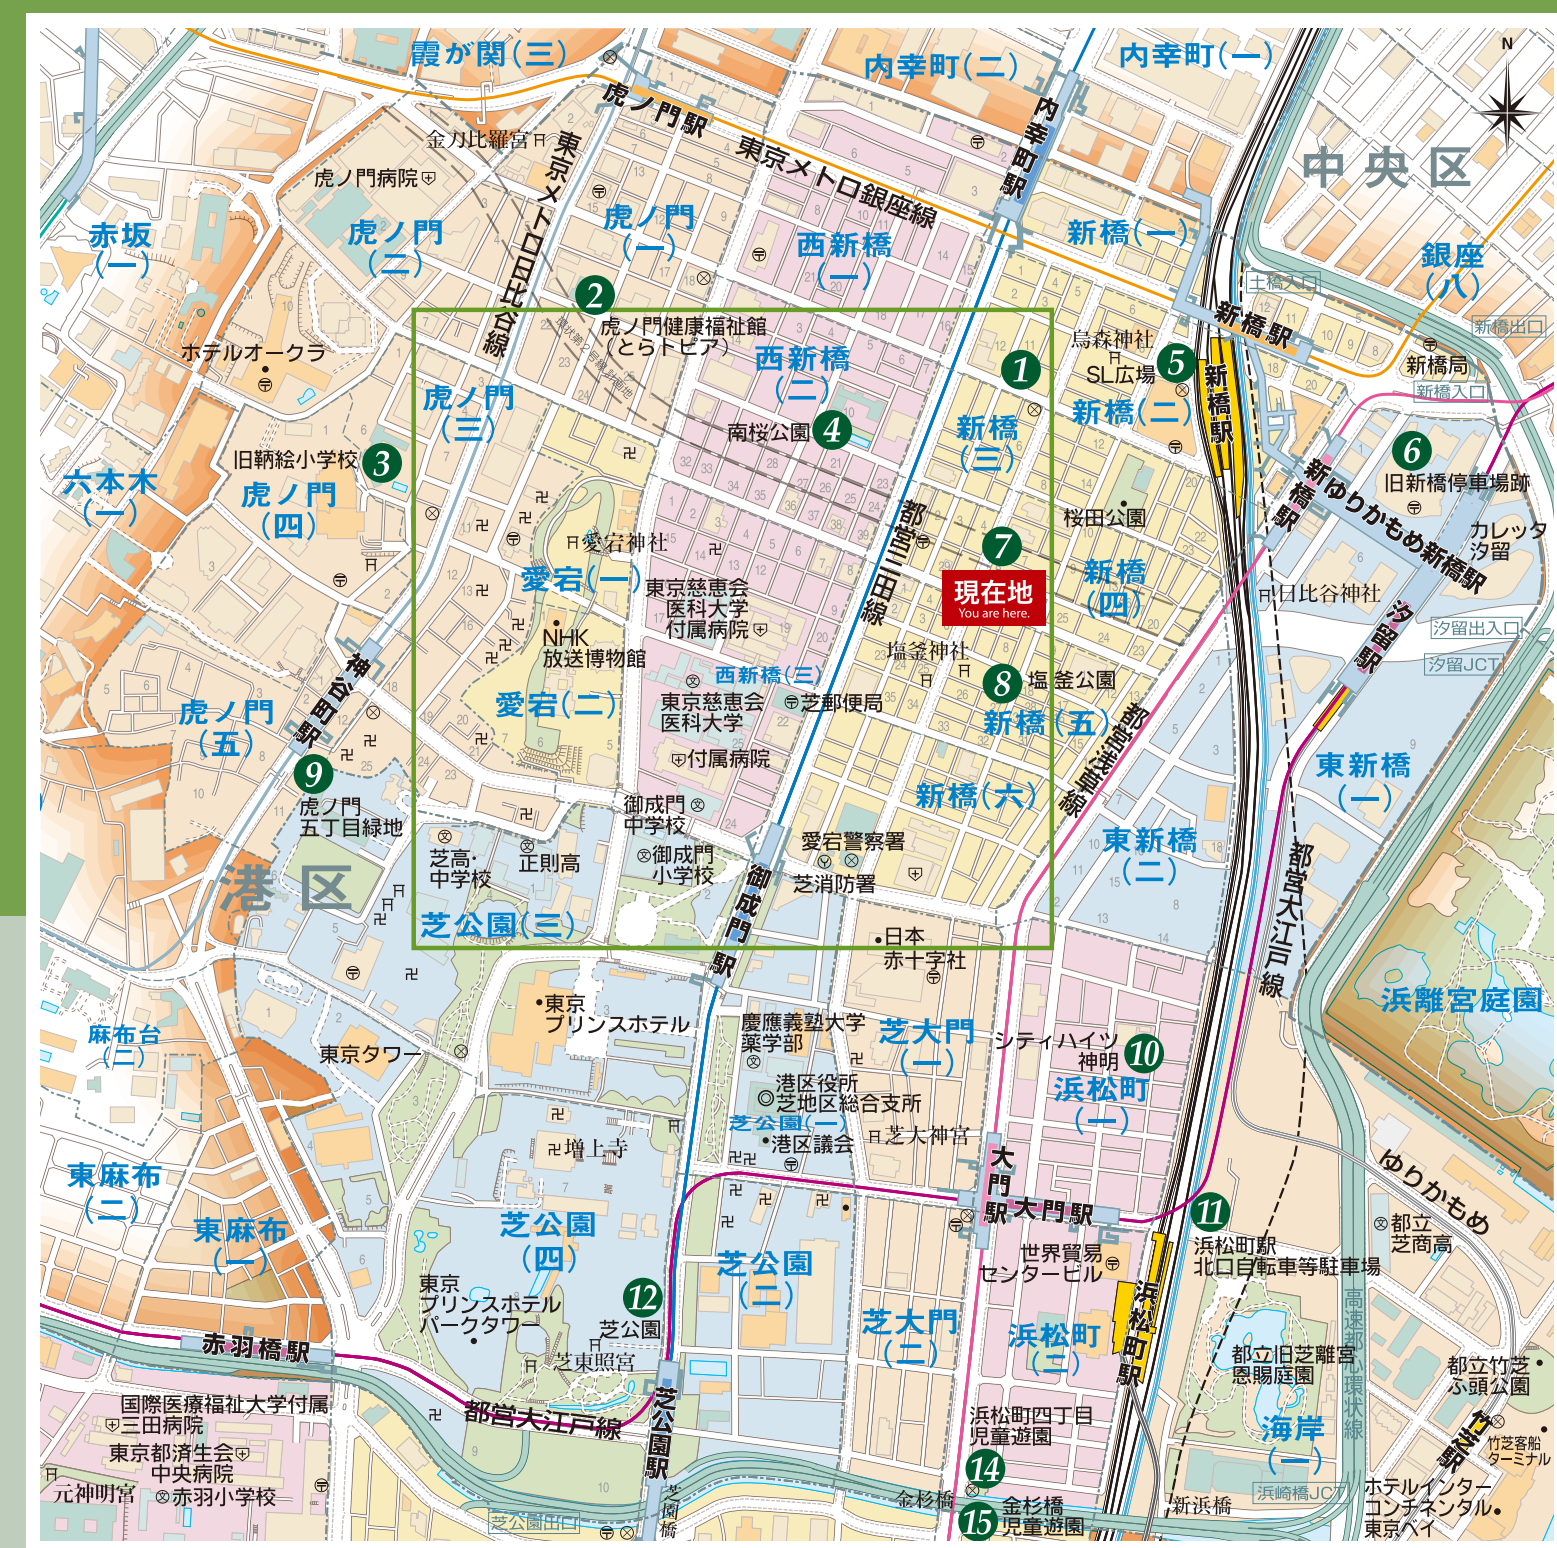 霞が関(三)
内幸町(二)
内幸町(一)
N
虎ノ門駅
内幸町駅
中央区
金刀比羅宮
東京メトロ日比谷線
東京メトロ銀座線
虎ノ門病院
赤坂
(一)
虎ノ門
(二)
虎ノ門
(一)
西新橋
(一)
新橋(一)
銀座
(八)
土橋入口
2
新橋駅
新橋出口
虎ノ門健康福祉館
(とらトピア)
ホテルオークラ
烏森神社
1
5
SL広場
新橋局
西新橋
(二)
新橋駅
新橋入口
虎ノ門
(三)
新橋(二)
南桜公園
4
新橋
(三)
旧鞆絵小学校
3
6
旧新橋停車場跡
六本木
(一)
虎ノ門
(四)
新橋駅
ゆりかもめ新橋駅
都営三田線
桜田公園
カレッタ
汐留
愛宕神社
7
愛宕(一)
東京慈恵会
医科大学
付属病院
現在地
You are here.
新橋
(四)
日比谷神社
汐留駅
汐留出入口
NHK
放送博物館
塩釜神社
汐留JCT
神谷町駅
西新橋(三)
8
塩釜公園
愛宕(二)
東京慈恵会
医科大学
芝郵便局
新橋(五)
都営浅草線
虎ノ門
(五)
付属病院
東新橋
(一)
9
虎ノ門
五丁目緑地
御成門
中学校
新橋(六)
港区
芝高・
中学校
正則高
御成門
小学校
愛宕警察署
芝消防署
東新橋
(二)
都営大江戸線
御成門駅
芝公園(三)
日本
赤十字社
浜離宮庭園
東京
プリンスホテル
麻布台
(二)
東京タワー
慶應義塾大学
薬学部
芝大門
(一)
シティハイツ
神明
10
港区役所
芝地区総合支所
浜松町
(一)
芝公園(一)
港区議会
芝大神宮
増上寺
東麻布
(二)
大門駅
大門駅
ゆりかもめ
東麻布
(一)
芝公園
(四)
11
浜松町駅
北口自転車等駐車場
都立
芝商高
世界貿易
センタービル
芝公園
(二)
東京
プリンスホテル
パークタワー
12
芝公園
浜松町駅
高速都心環状線
赤羽橋駅
芝東照宮
芝大門
(二)
浜松町
(二)
都立旧芝離宮
恩賜庭園
都立竹芝
ふ頭公園
国際医療福祉大学付属
三田病院
都営大江戸線
芝公園駅
浜松町四丁目
児童遊園
海岸
(一)
竹芝駅
竹芝客船
ターミナル
東京都済生会
中央病院
14
元神明宮
赤羽小学校
芝園橋
金杉橋
15
金杉橋
児童遊園
新浜橋
浜崎橋JCT
ホテルインター
コンチネンタル
東京ベイ
芝公園出口